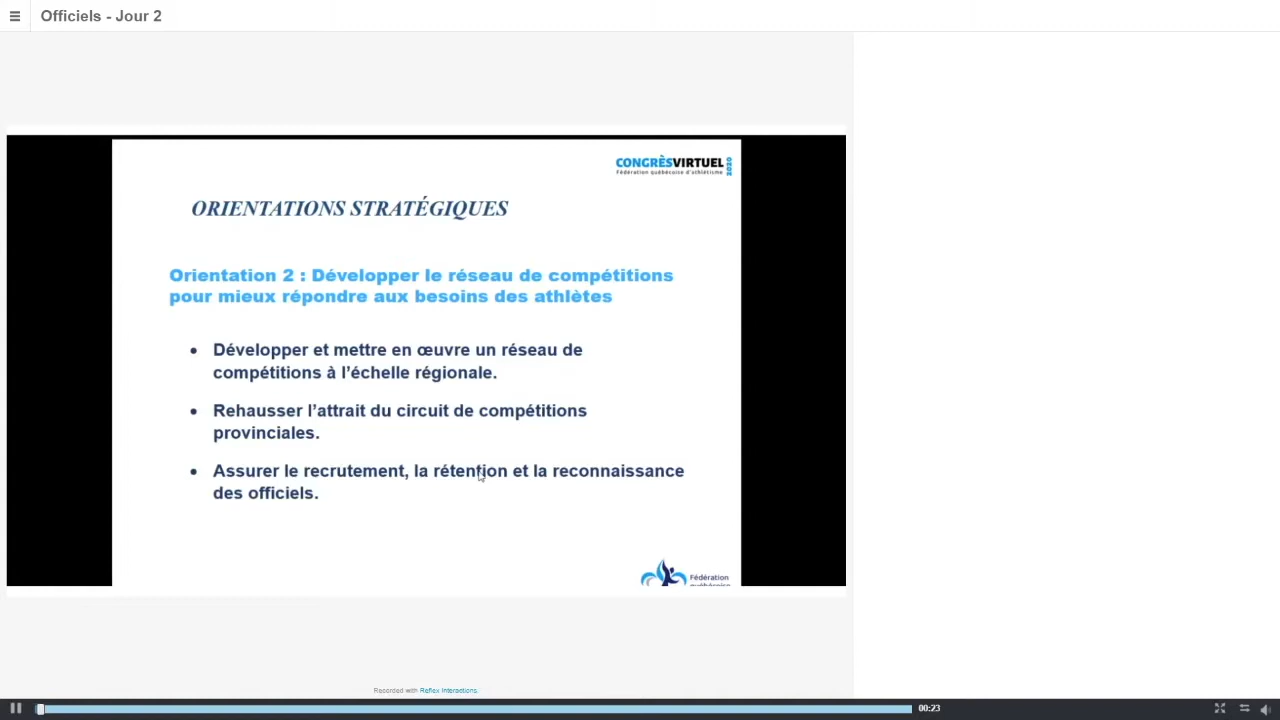 Officiels - Jour 2
CONGRÈSVIRTUEL 2020
Fédération québécoise d'athlétisme
ORIENTATIONS STRATÉGIQUES
Orientation 2 : Développer le réseau de compétitions
pour mieux répondre aux besoins des athlètes
• Développer et mettre en œuvre un réseau de
compétitions à l'échelle régionale.
• Rehausser l'attrait du circuit de compétitions
provinciales.
• Assurer le recrutement, la rétention et la reconnaissance
des officiels.
Fédération
québécoise
Recorded with Reflex Interactions.
00:23